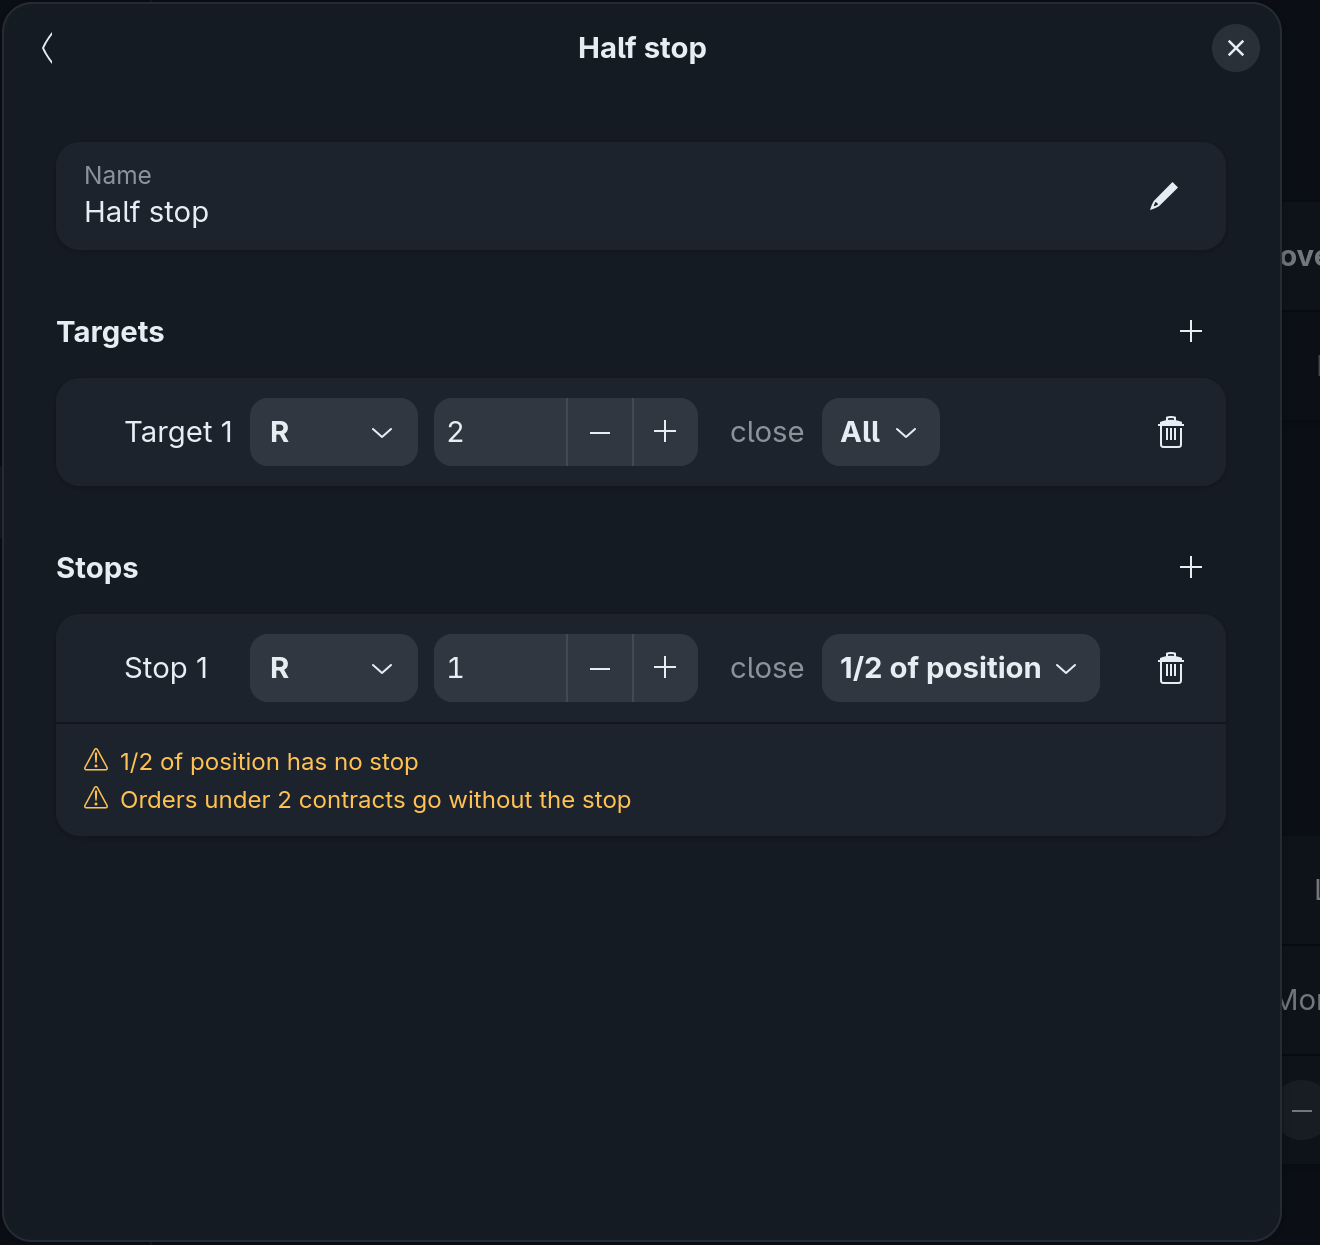 Half stop
Name
Half stop
Targets
Target 1 R 2 close All
Stops
Stop 1 R 1 close 1/2 of position
1/2 of position has no stop
Orders under 2 contracts go without the stop